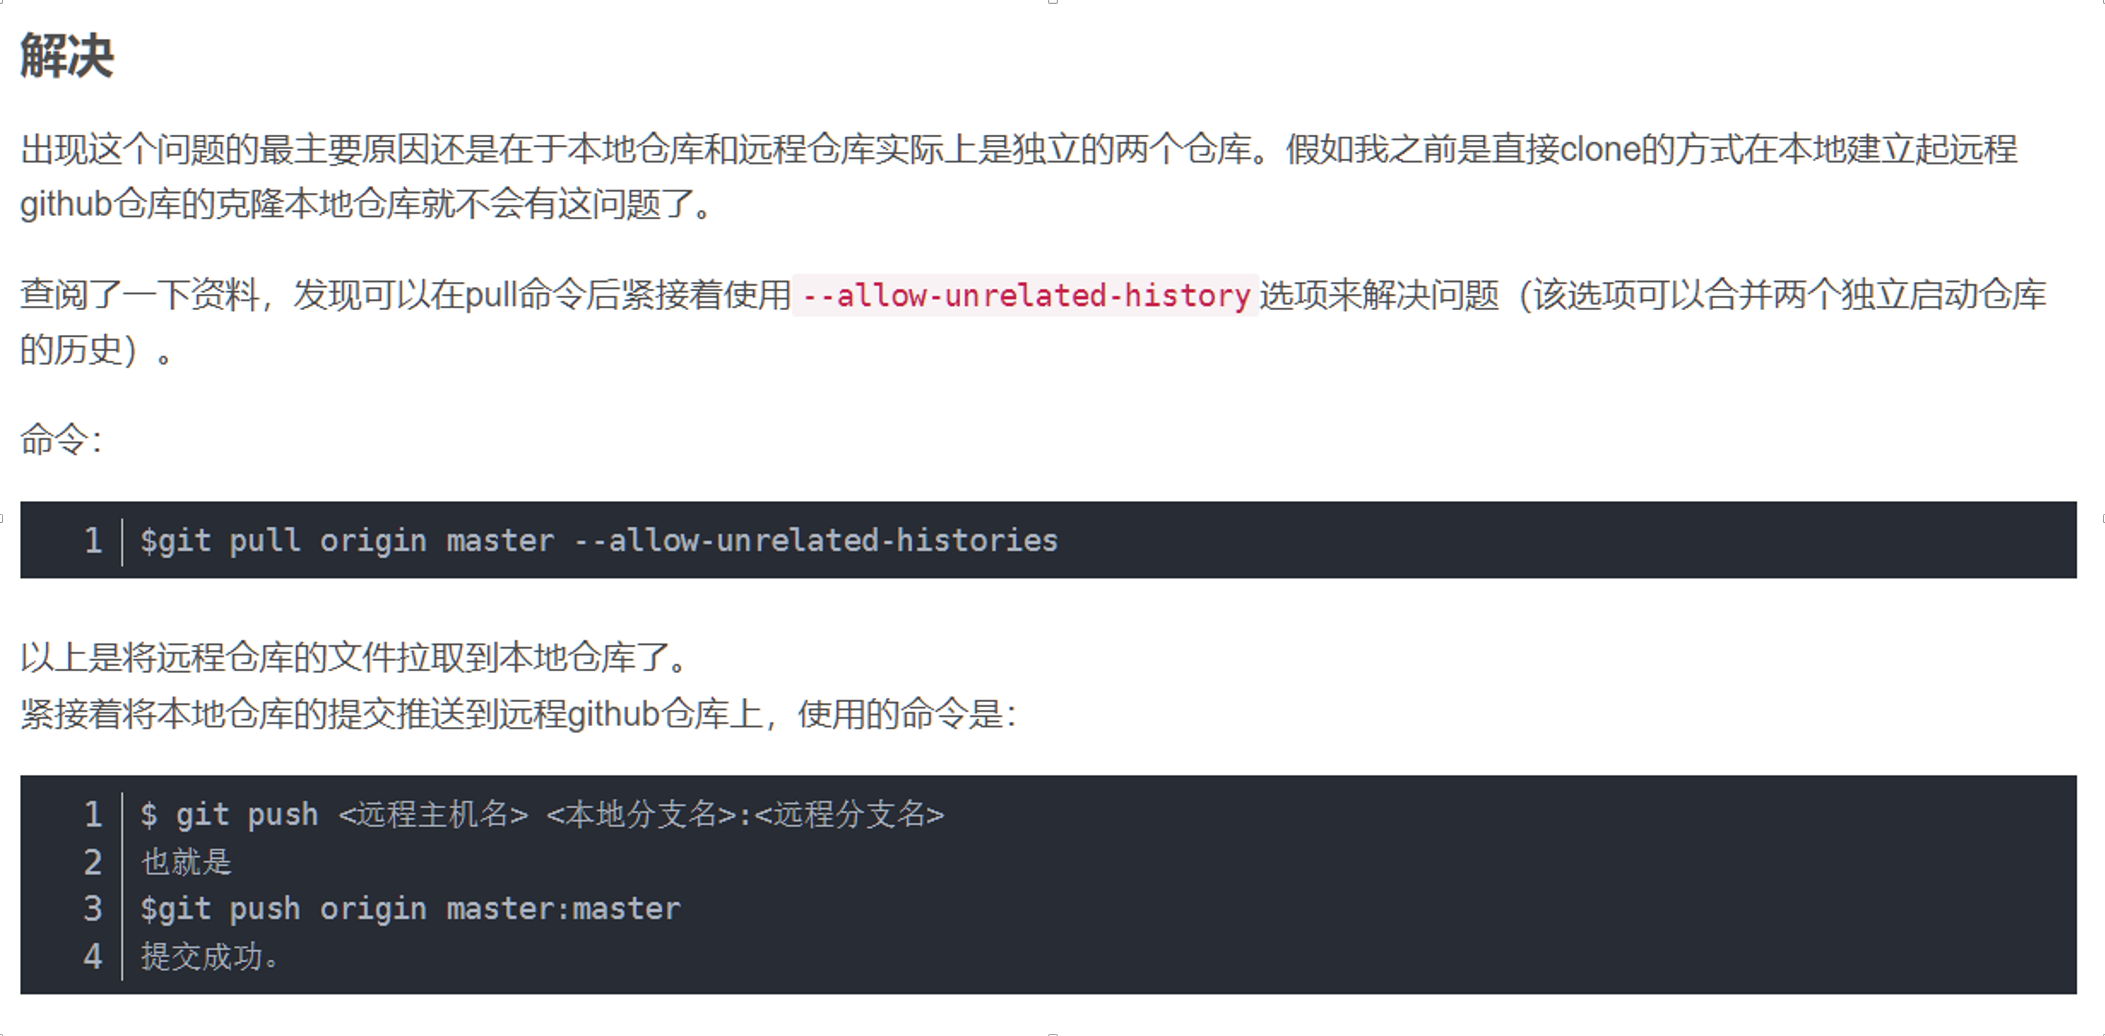 解决
出现这个问题的最主要原因还是在于本地仓库和远程仓库实际上是独立的两个仓库。假如我之前是直接clone的方式在本地建立起远程
github仓库的克隆本地仓库就不会有这问题了。
查阅了一下资料，发现可以在pull命令后紧接着使用--allow-unrelated-history选项来解决问题（该选项可以合并两个独立启动仓库
的历史）。
命令：
1 $git pull origin master --allow-unrelated-histories
以上是将远程仓库的文件拉取到本地仓库了。
紧接着将本地仓库的提交推送到远程github仓库上，使用的命令是：
1 $ git push <远程主机名> <本地分支名>:<远程分支名>
2 也就是
3 $git push origin master:master
4 提交成功。